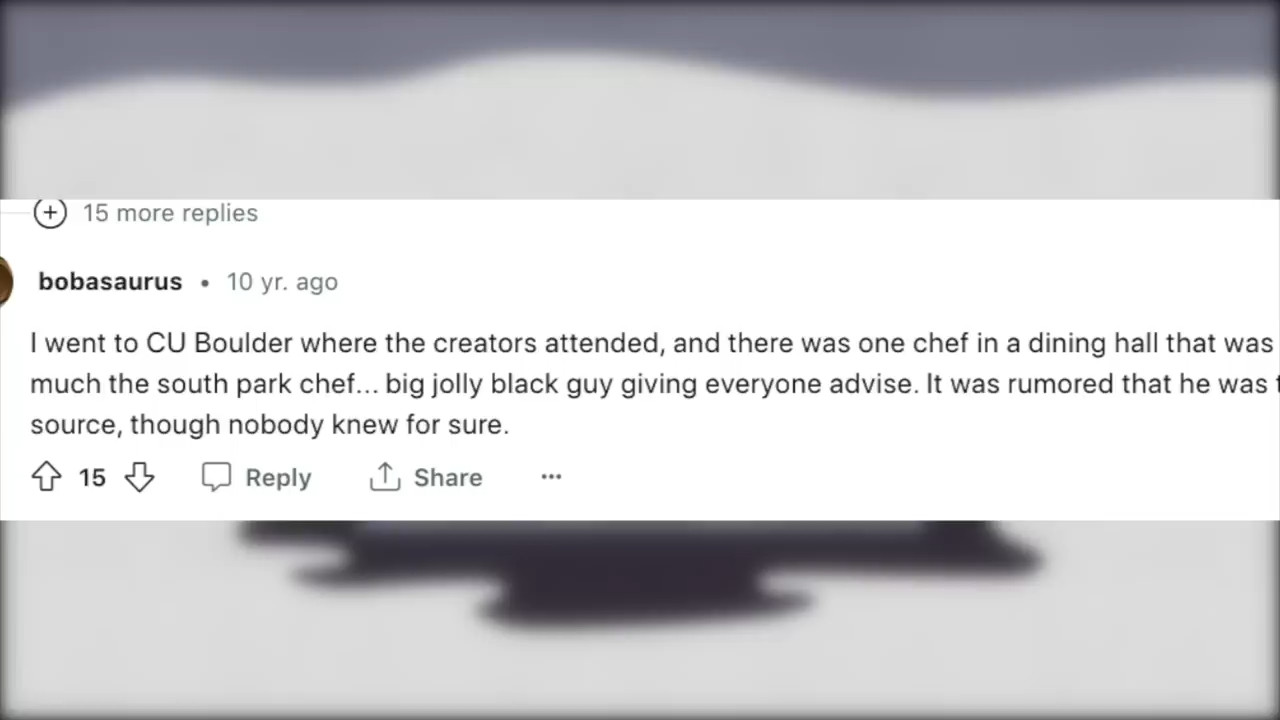 15 more replies
bobasaurus • 10 yr. ago
I went to CU Boulder where the creators attended, and there was one chef in a dining hall that was
much the south park chef... big jolly black guy giving everyone advise. It was rumored that he was
source, though nobody knew for sure.
15 Reply Share ...